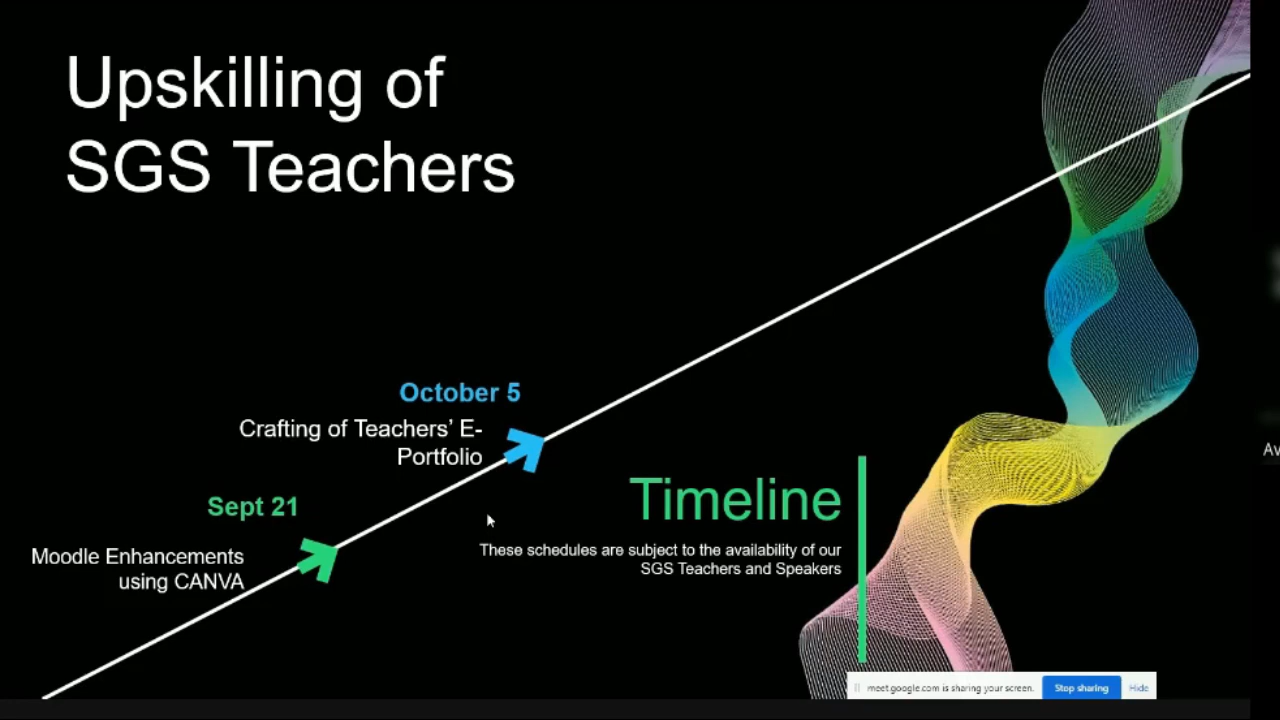 Upskilling of
SGS Teachers
October 5
Crafting of Teachers’ E-
Portfolio
Sept 21
Moodle Enhancements
using CANVA
Timeline
These schedules are subject to the availability of our
SGS Teachers and Speakers
Av
meet.google.com is sharing your screen.
Stop sharing
Hide